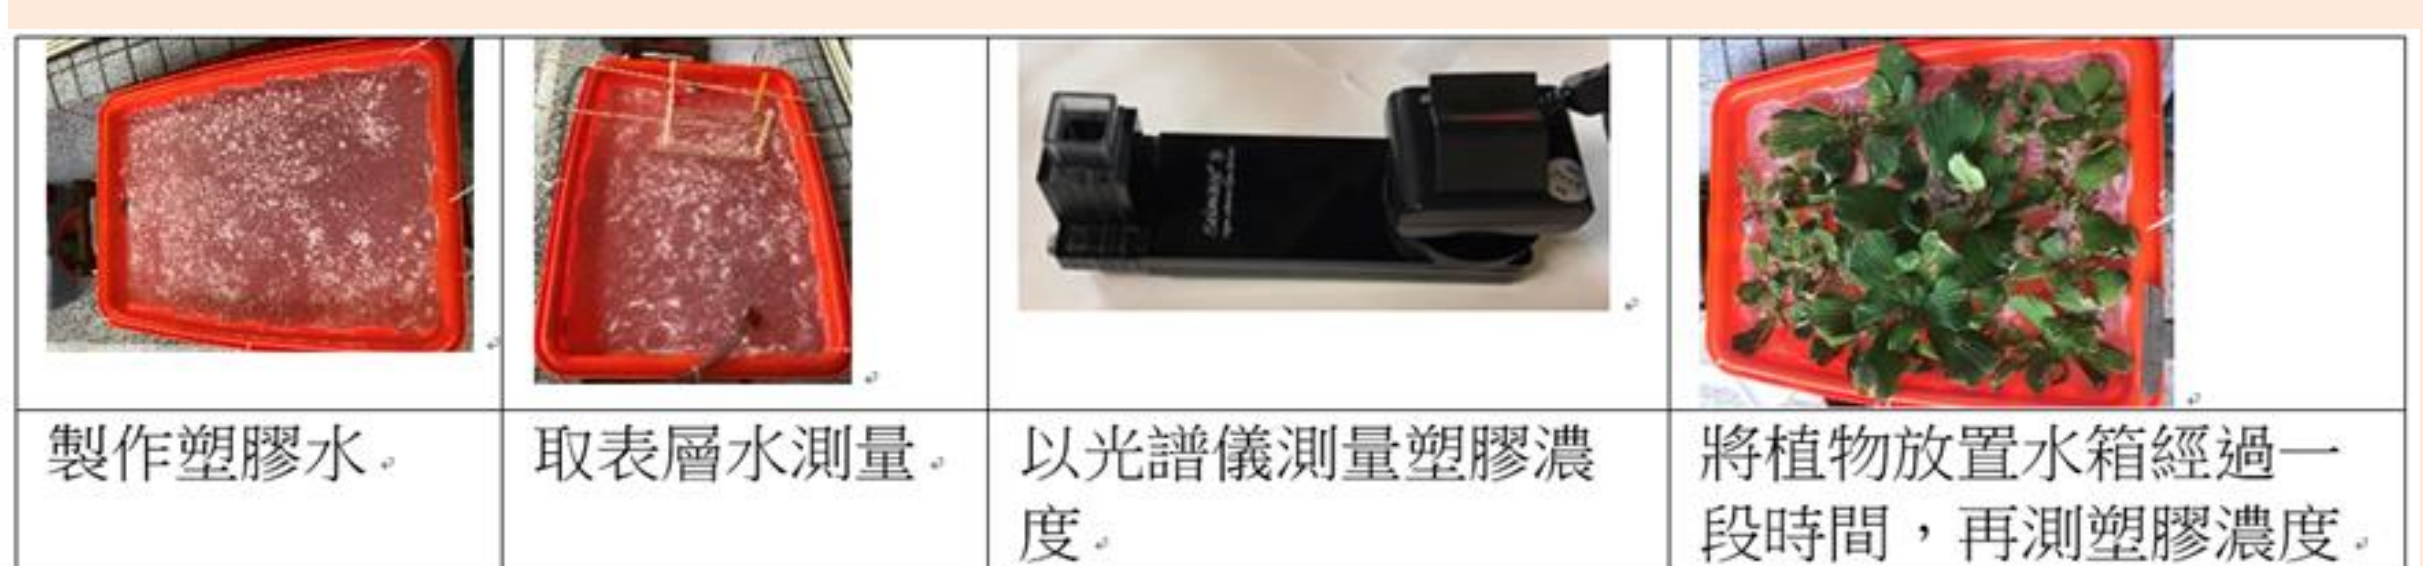 製作塑膠水
取表層水測量
以光譜儀測量塑膠濃
度
將植物放置水箱經過一
段時間，再測塑膠濃度